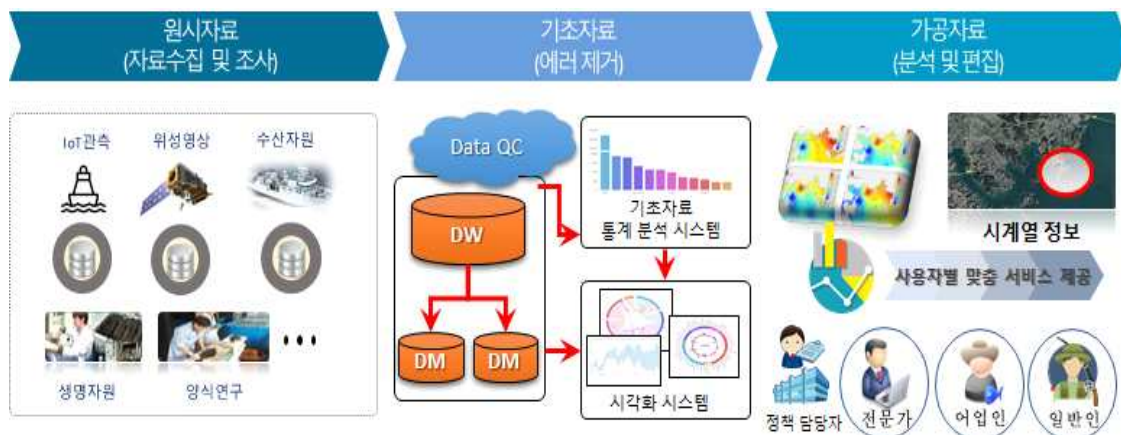 원시자료
(자료수집 및 조사)
기초자료
(에러 제거)
가공자료
(분석 및 편집)
IoT관측
위성영상
수산자원
생명자원
양식연구
...
Data QC
DW
DM
DM
기초자료
통계 분석 시스템
시각화 시스템
시계열 정보
사용자별 맞춤 서비스 제공
정책 담당자
전문가
어업인
일반인